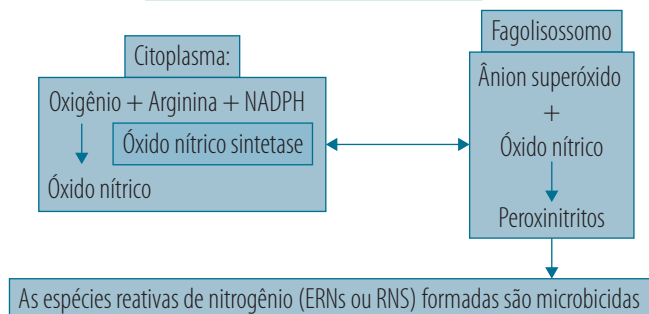 Citoplasma:
Oxigênio + Arginina + NADPH
Óxido nítrico sintetase
Óxido nítrico
Fagolisossomo
Ânion superóxido
+
Óxido nítrico
Peroxinitritos
As espécies reativas de nitrogênio (ERNs ou RNS) formadas são microbicidas